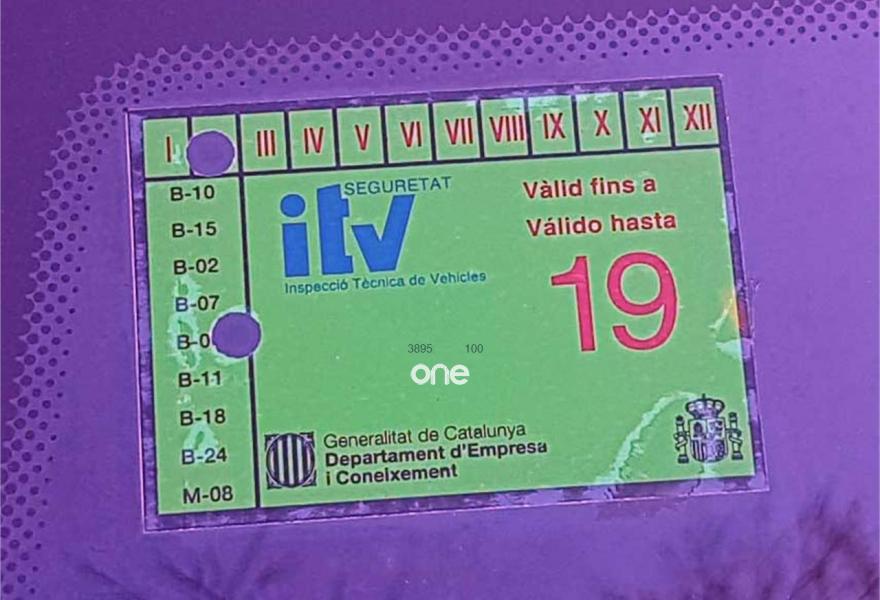 I III IV V VI VII VIII IX X XI XII
B-10
B-15
B-02
B-07
B-11
B-18
B-24
M-08
SEGURETAT
itv
Inspecció Tècnica de Vehicles
Vàlid fins a
Válido hasta
19
3895 100
one
Generalitat de Catalunya
Departament d'Empresa
i Coneixement